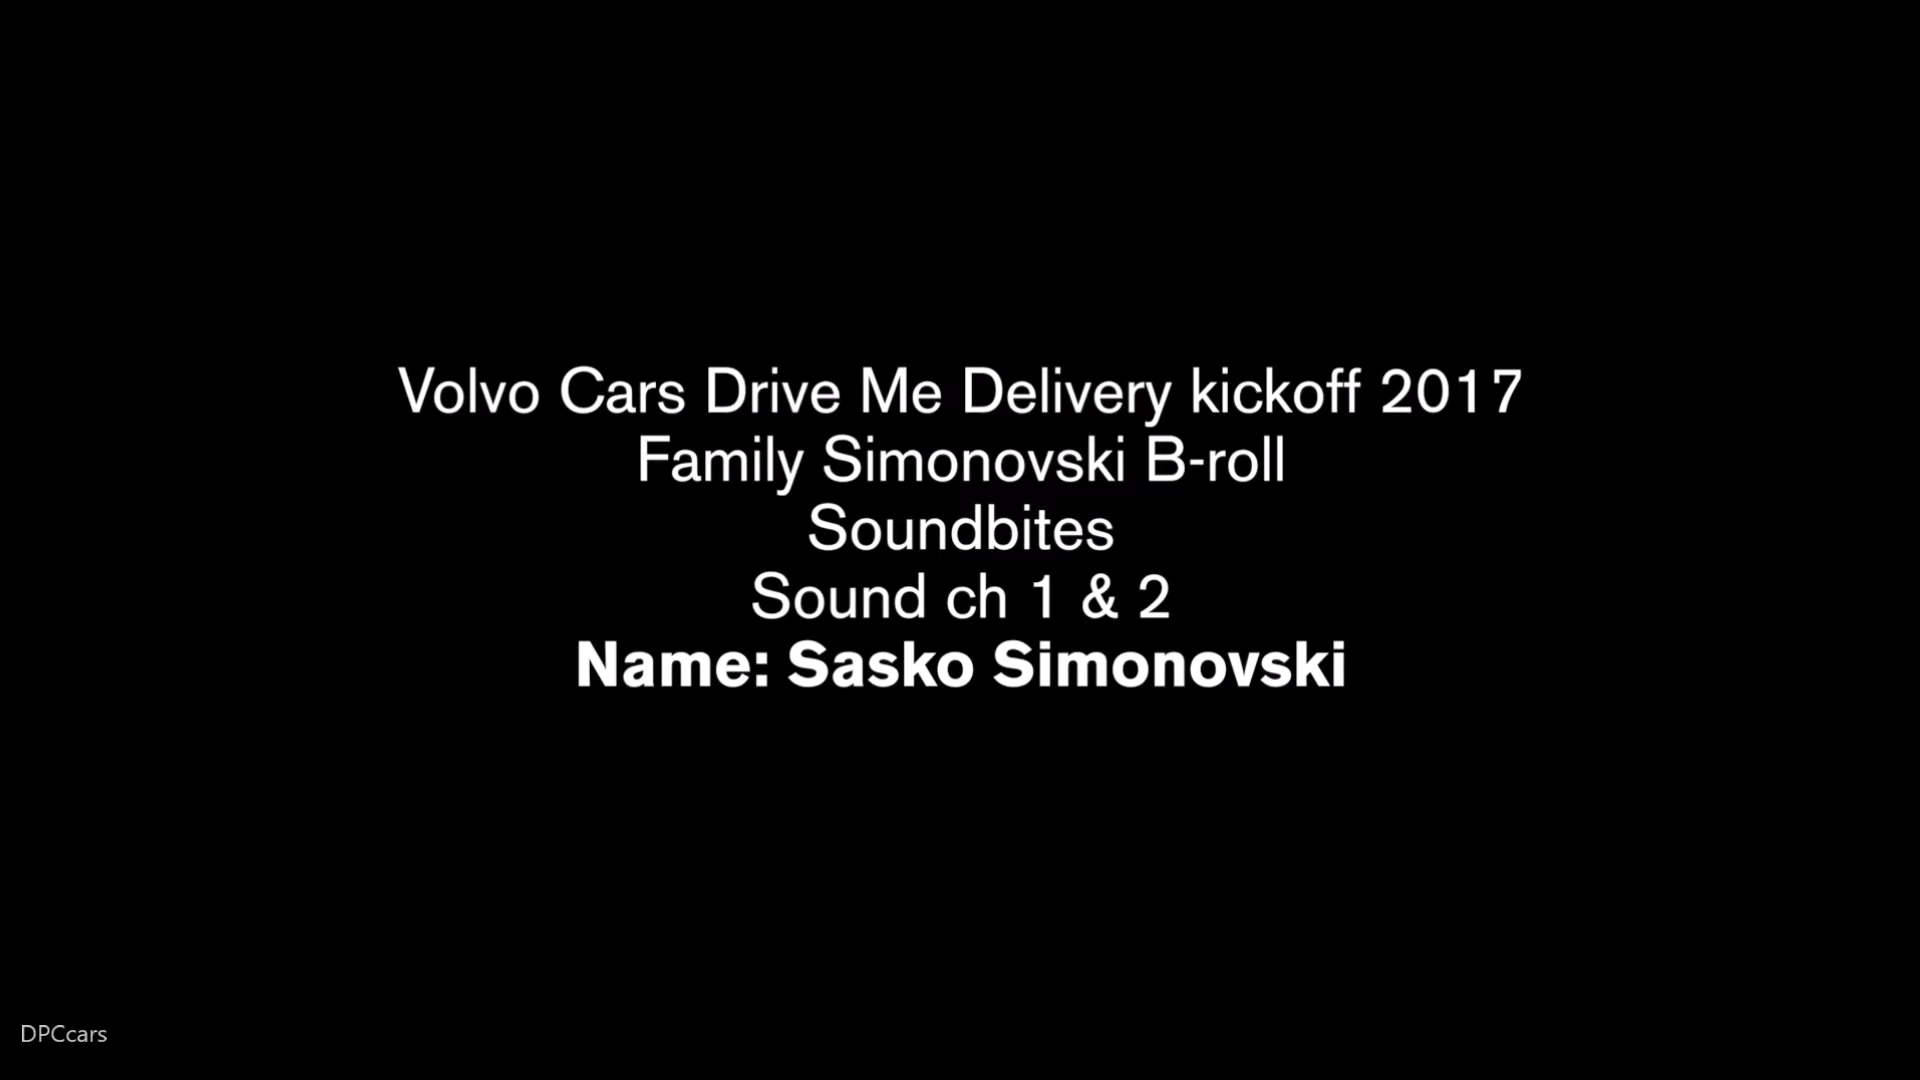 Volvo Cars Drive Me Delivery kickoff 2017
Family Simonovski B-roll
Soundbites
Sound ch 1 & 2
Name: Sasko Simonovski
DPCcars